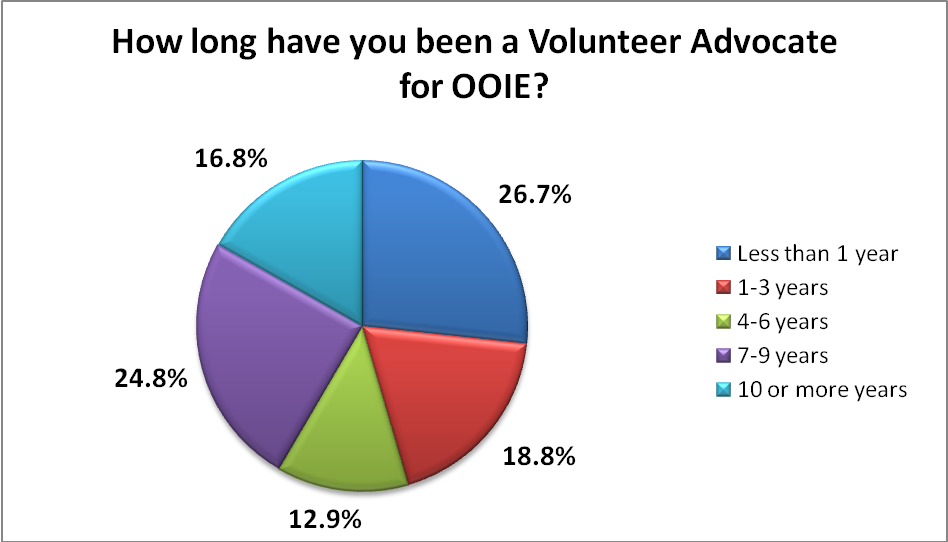 How long have you been a Volunteer Advocate
for OOIE?
16.8%
26.7%
Less than 1 year
1-3 years
4-6 years
7-9 years
10 or more years
24.8%
18.8%
12.9%